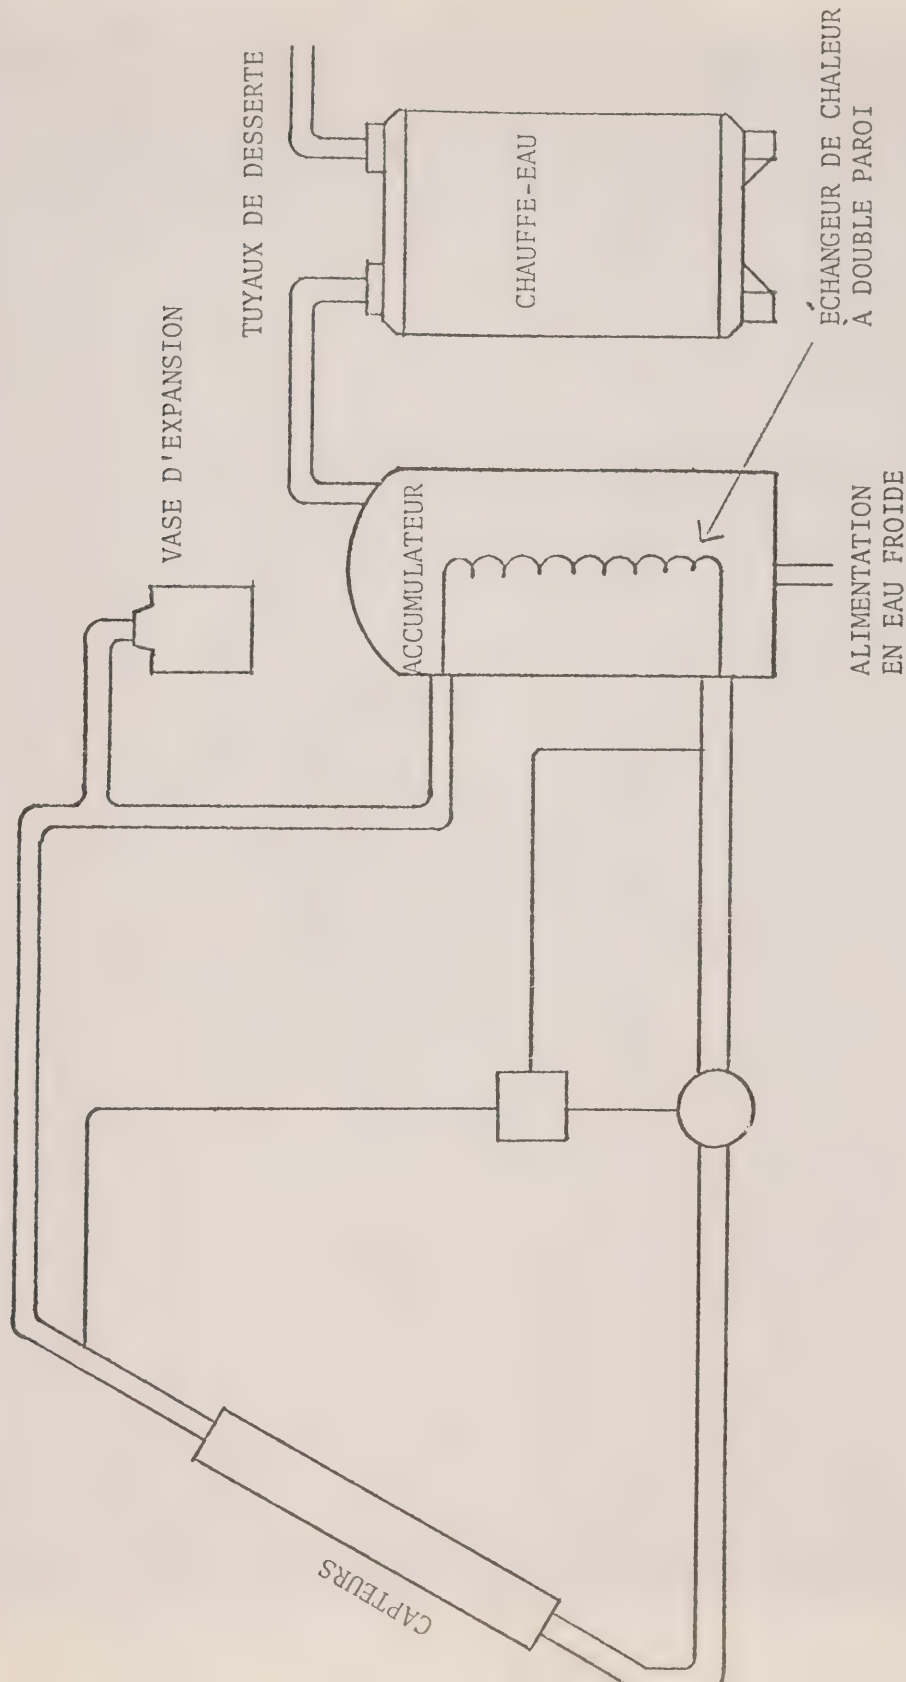 TUYAUX DE DESSERTE
VASE D'EXPANSION
CHAUFFE-EAU
ACCUMULATEUR
ÉCHANGEUR DE CHALEUR
À DOUBLE PAROI
ALIMENTATION
EN EAU FROIDE
CAPTEURS